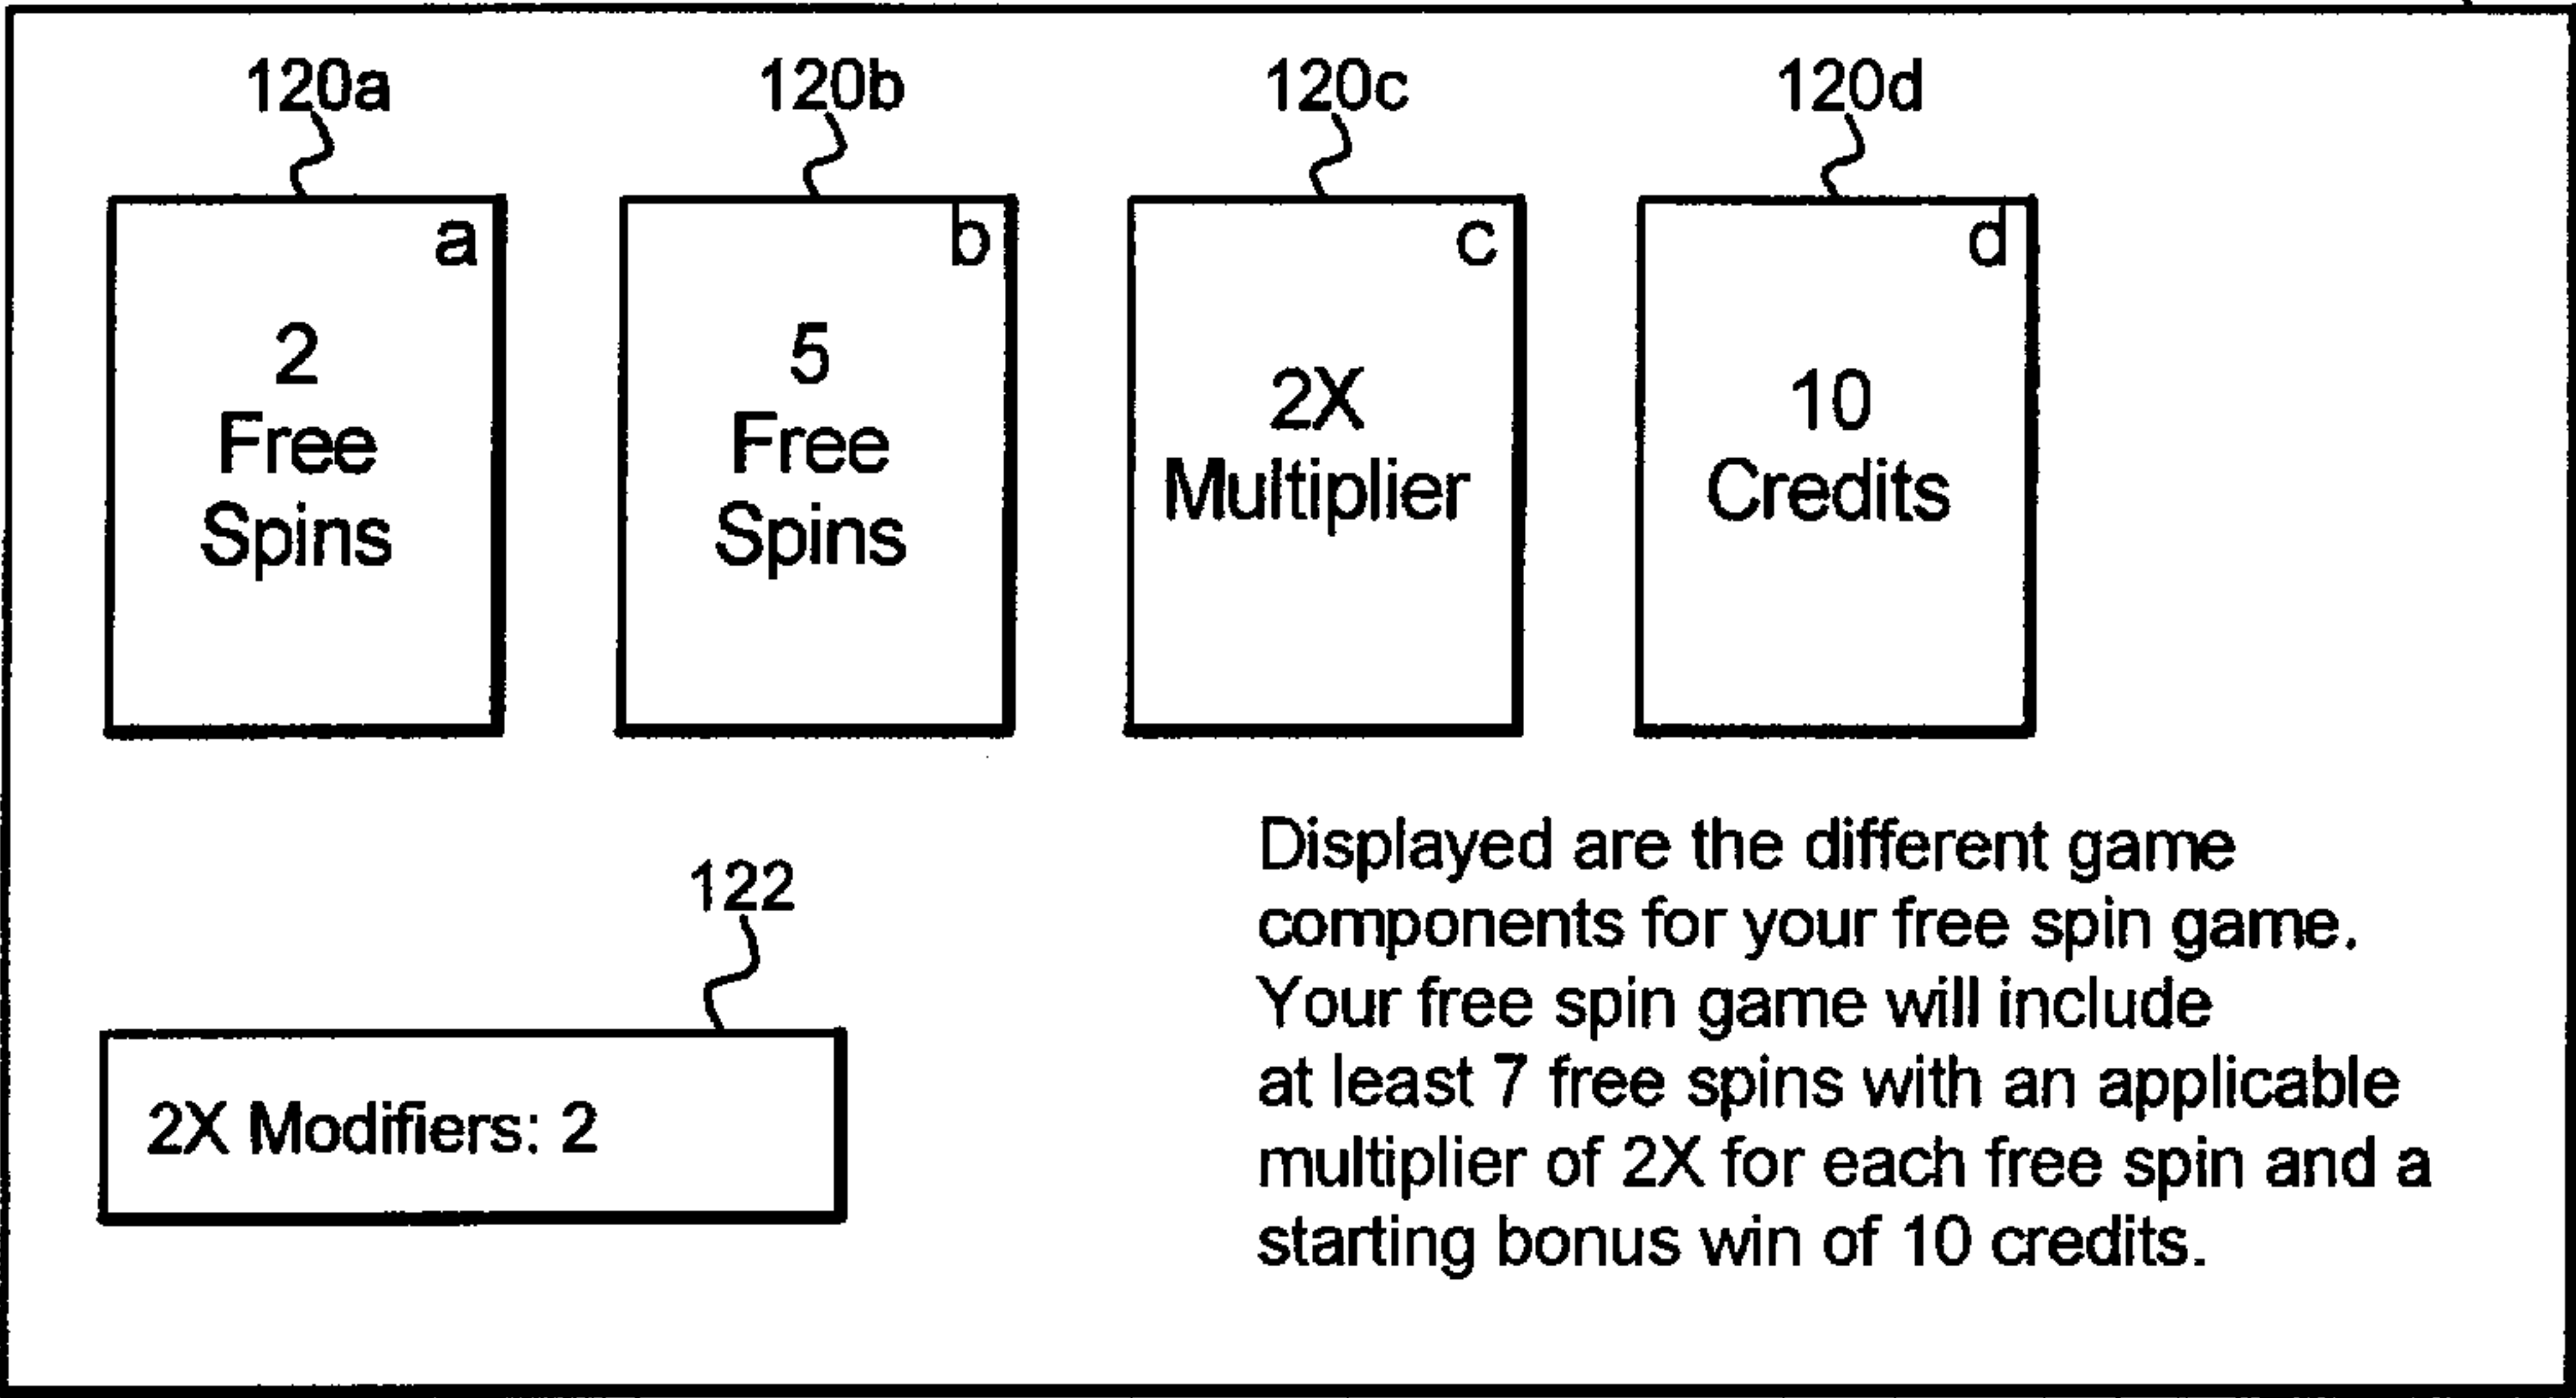 120a 120b 120c 120d
a b c d
2
Free
Spins
5
Free
Spins
2X
Multiplier
10
Credits
122
2X Modifiers: 2
Displayed are the different game
components for your free spin game.
Your free spin game will include
at least 7 free spins with an applicable
multiplier of 2X for each free spin and a
starting bonus win of 10 credits.